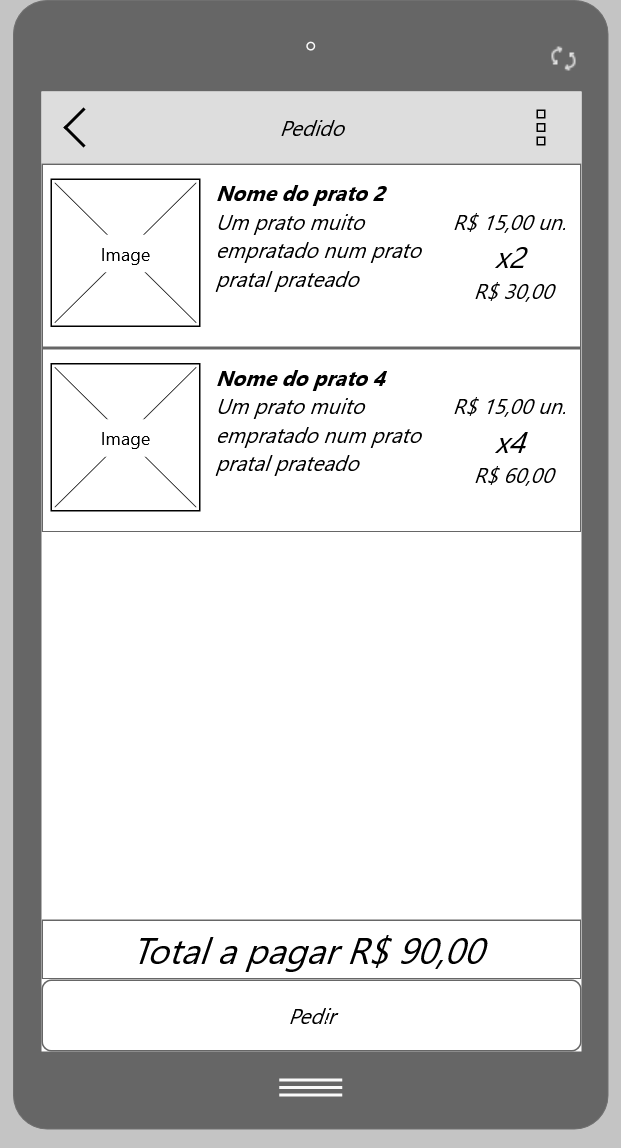 Pedido
Image
Nome do prato 2
Um prato muito
empratado num prato
pratal prateado
R$ 15,00 un.
x2
R$ 30,00
Image
Nome do prato 4
Um prato muito
empratado num prato
pratal prateado
R$ 15,00 un.
x4
R$ 60,00
Total a pagar R$ 90,00
Pedir